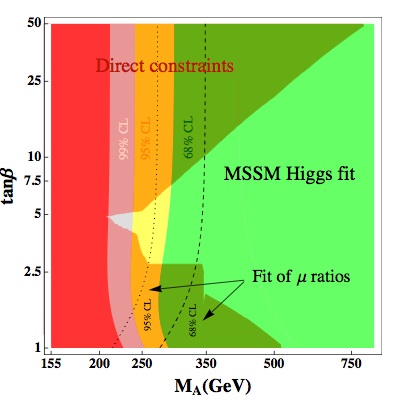 50
Direct constraints
25
99% CL
95% CL
68% CL
10
7.5
MSSM Higgs fit
tanβ
5
2.5
Fit of μ ratios
95% CL
68% CL
1
155 200 250 350 500 750
M_A(GeV)